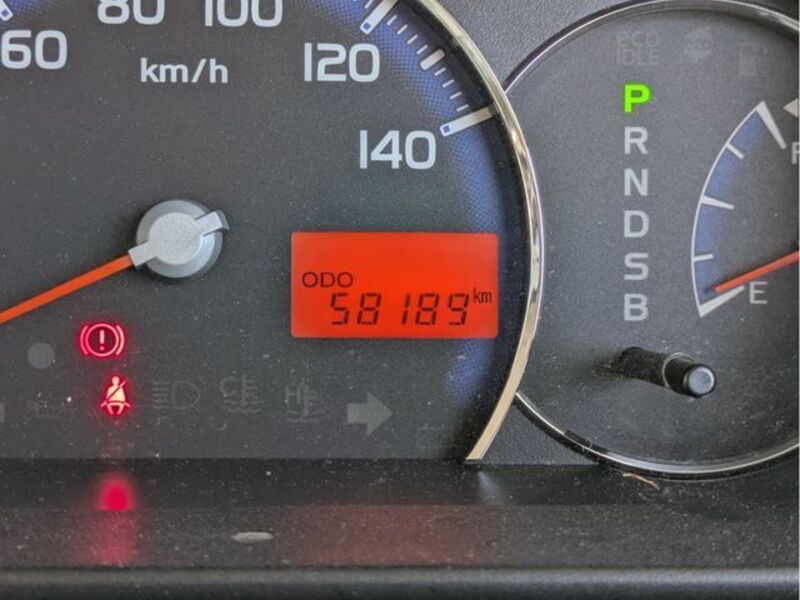 60
80
100
120
140
km/h
ODO
58189 km
ECO
IDLE
P
R
N
D
S
B
F
E
C
H